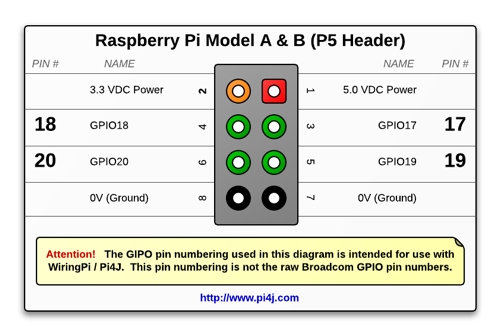 Raspberry Pi Model A & B (P5 Header)
PIN # NAME NAME PIN #
3.3 VDC Power 2 1 5.0 VDC Power
18 GPIO18 4 3 GPIO17 17
20 GPIO20 6 5 GPIO19 19
0V (Ground) 8 7 0V (Ground)
Attention! The GIPO pin numbering used in this diagram is intended for use with
WiringPi / Pi4J. This pin numbering is not the raw Broadcom GPIO pin numbers.
http://www.pi4j.com